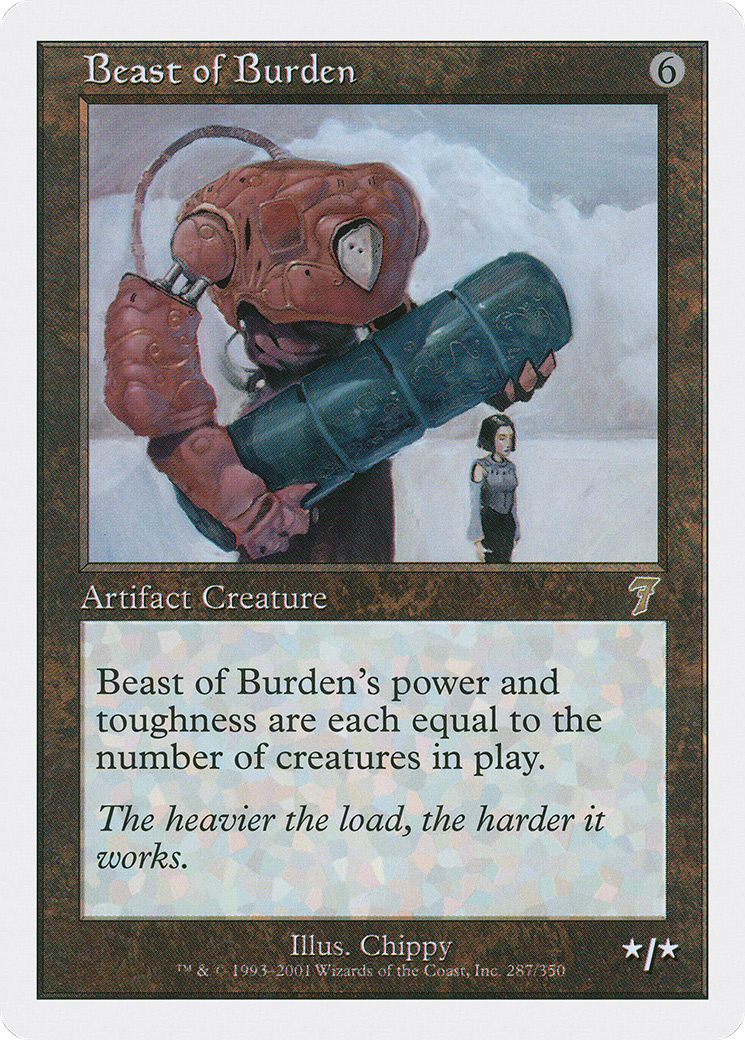 Beast of Burden
6
Artifact Creature
7
Beast of Burden's power and
toughness are each equal to the
number of creatures in play.
The heavier the load, the harder it
works.
Illus. Chippy
★/★
™ & © 1993–2001 Wizards of the Coast, Inc. 287/350